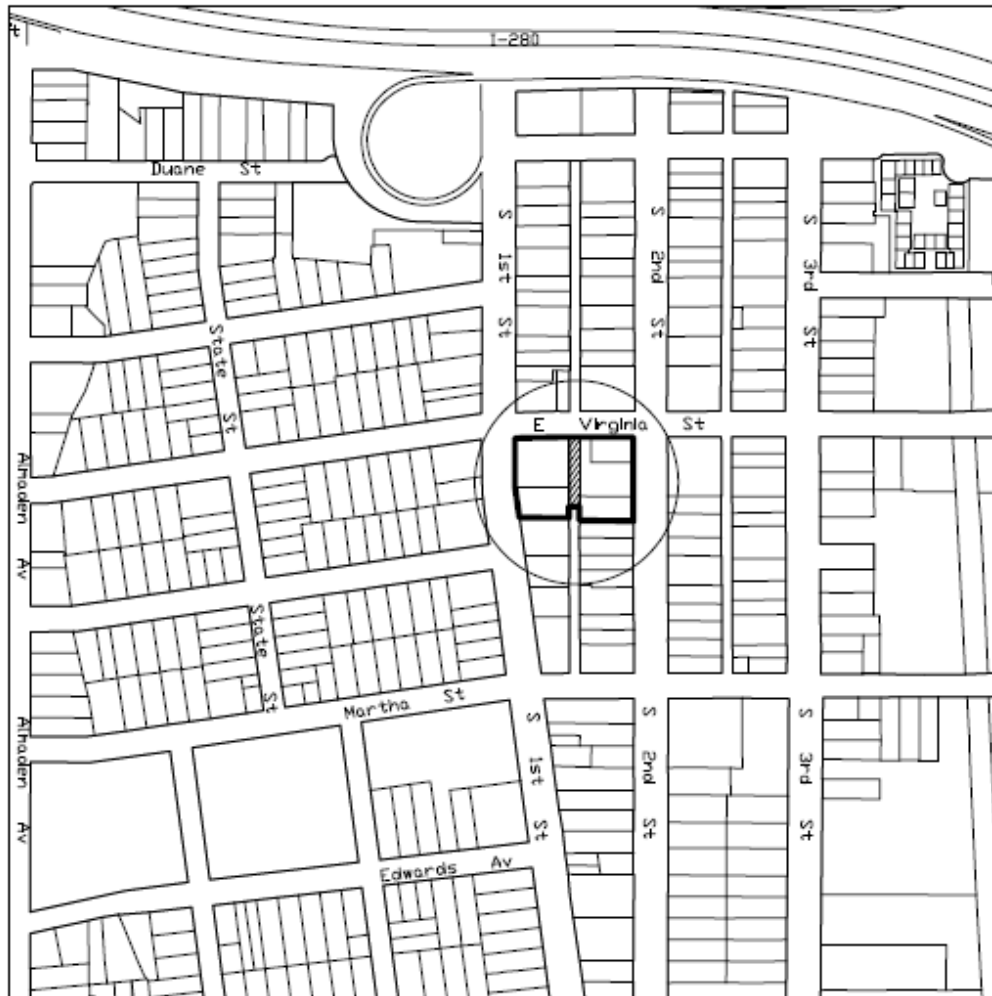 I-280
Duane St
S 1st St
S 2nd St
S 3rd St
State St
E Virginia St
Almaden Av
State St
Martha St
Almaden Av
S 1st St
S 2nd St
S 3rd St
Edwards Av